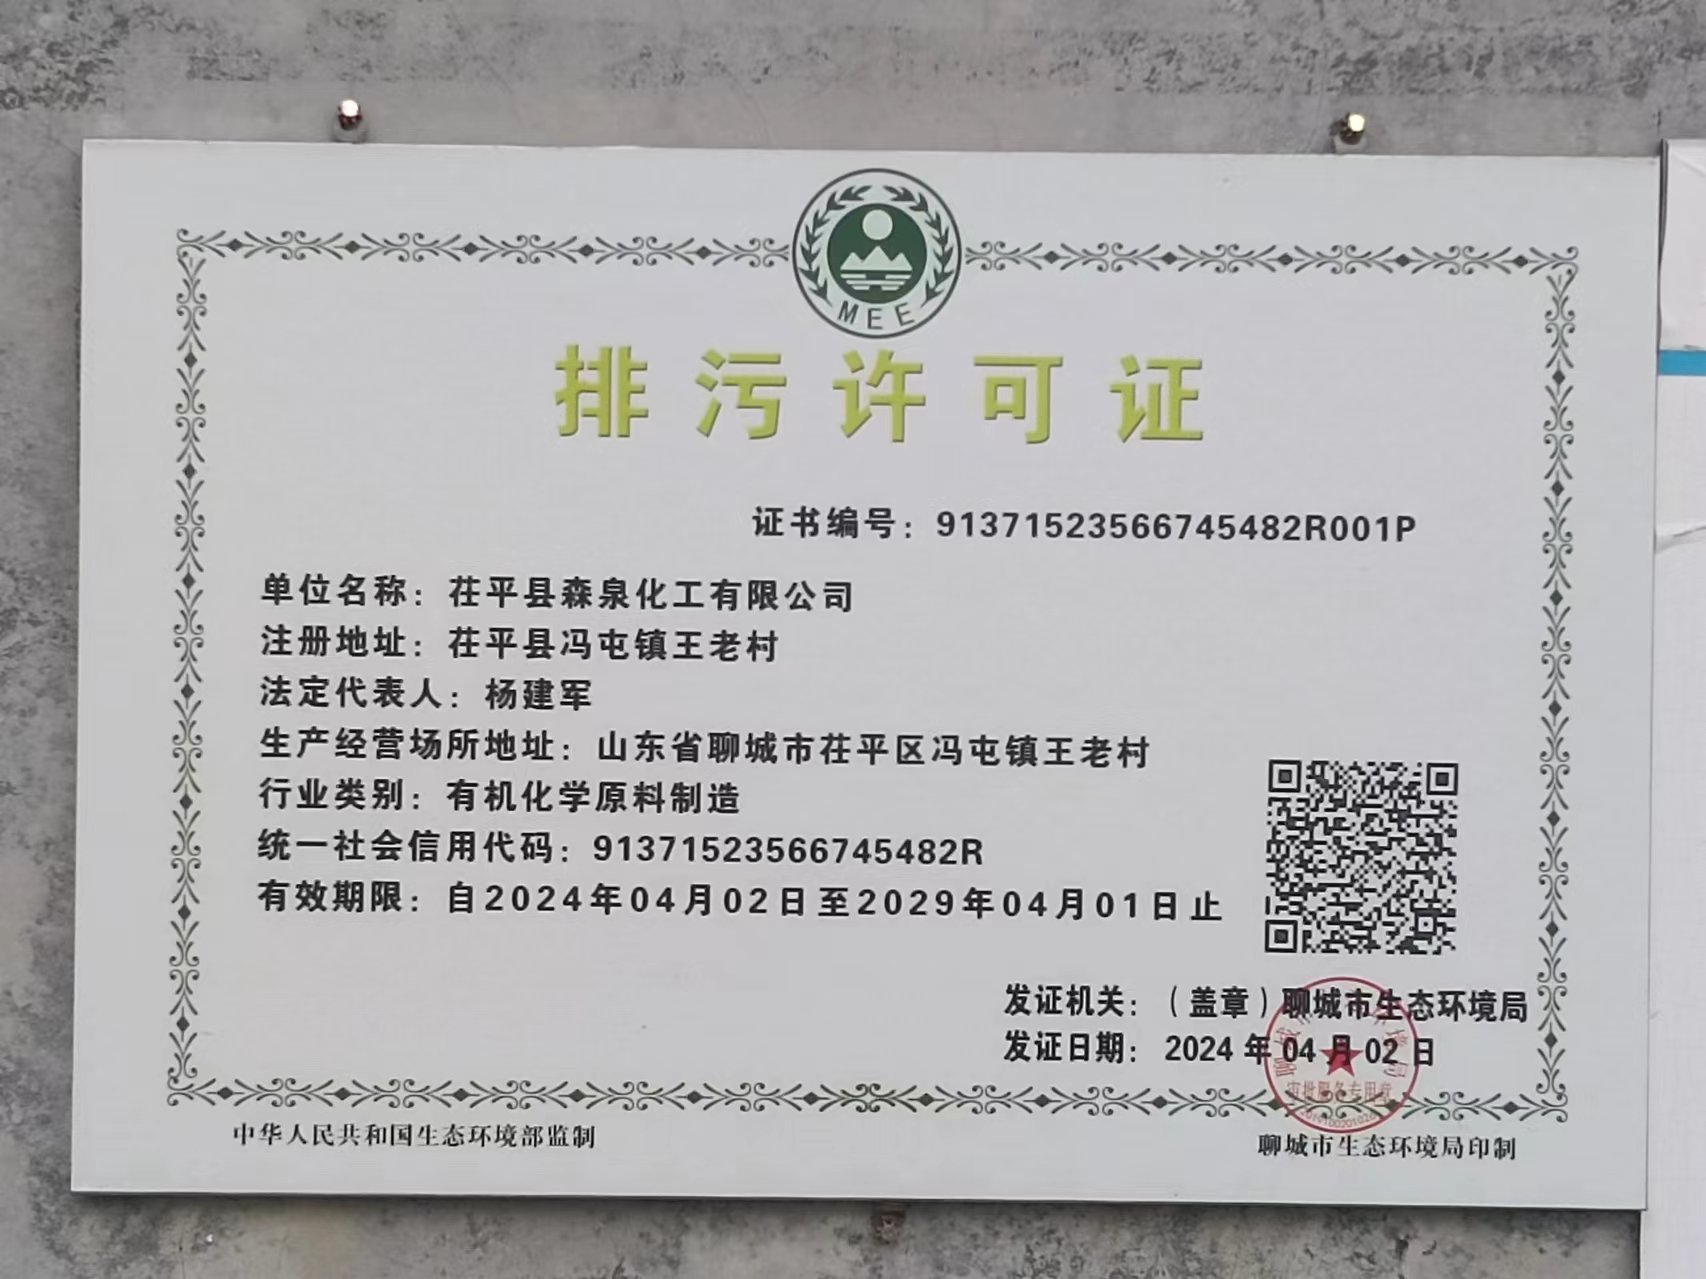 MEE
排污许可证
证书编号：91371523566745482R001P
单位名称：茌平县森泉化工有限公司
注册地址：茌平县冯屯镇王老村
法定代表人：杨建军
生产经营场所地址：山东省聊城市茌平区冯屯镇王老村
行业类别：有机化学原料制造
统一社会信用代码：91371523566745482R
有效期限：自2024年04月02日至2029年04月01日止
发证机关：（盖章）聊城市生态环境局
发证日期：2024年04月02日
审批服务专用章
中华人民共和国生态环境部监制
聊城市生态环境局印制